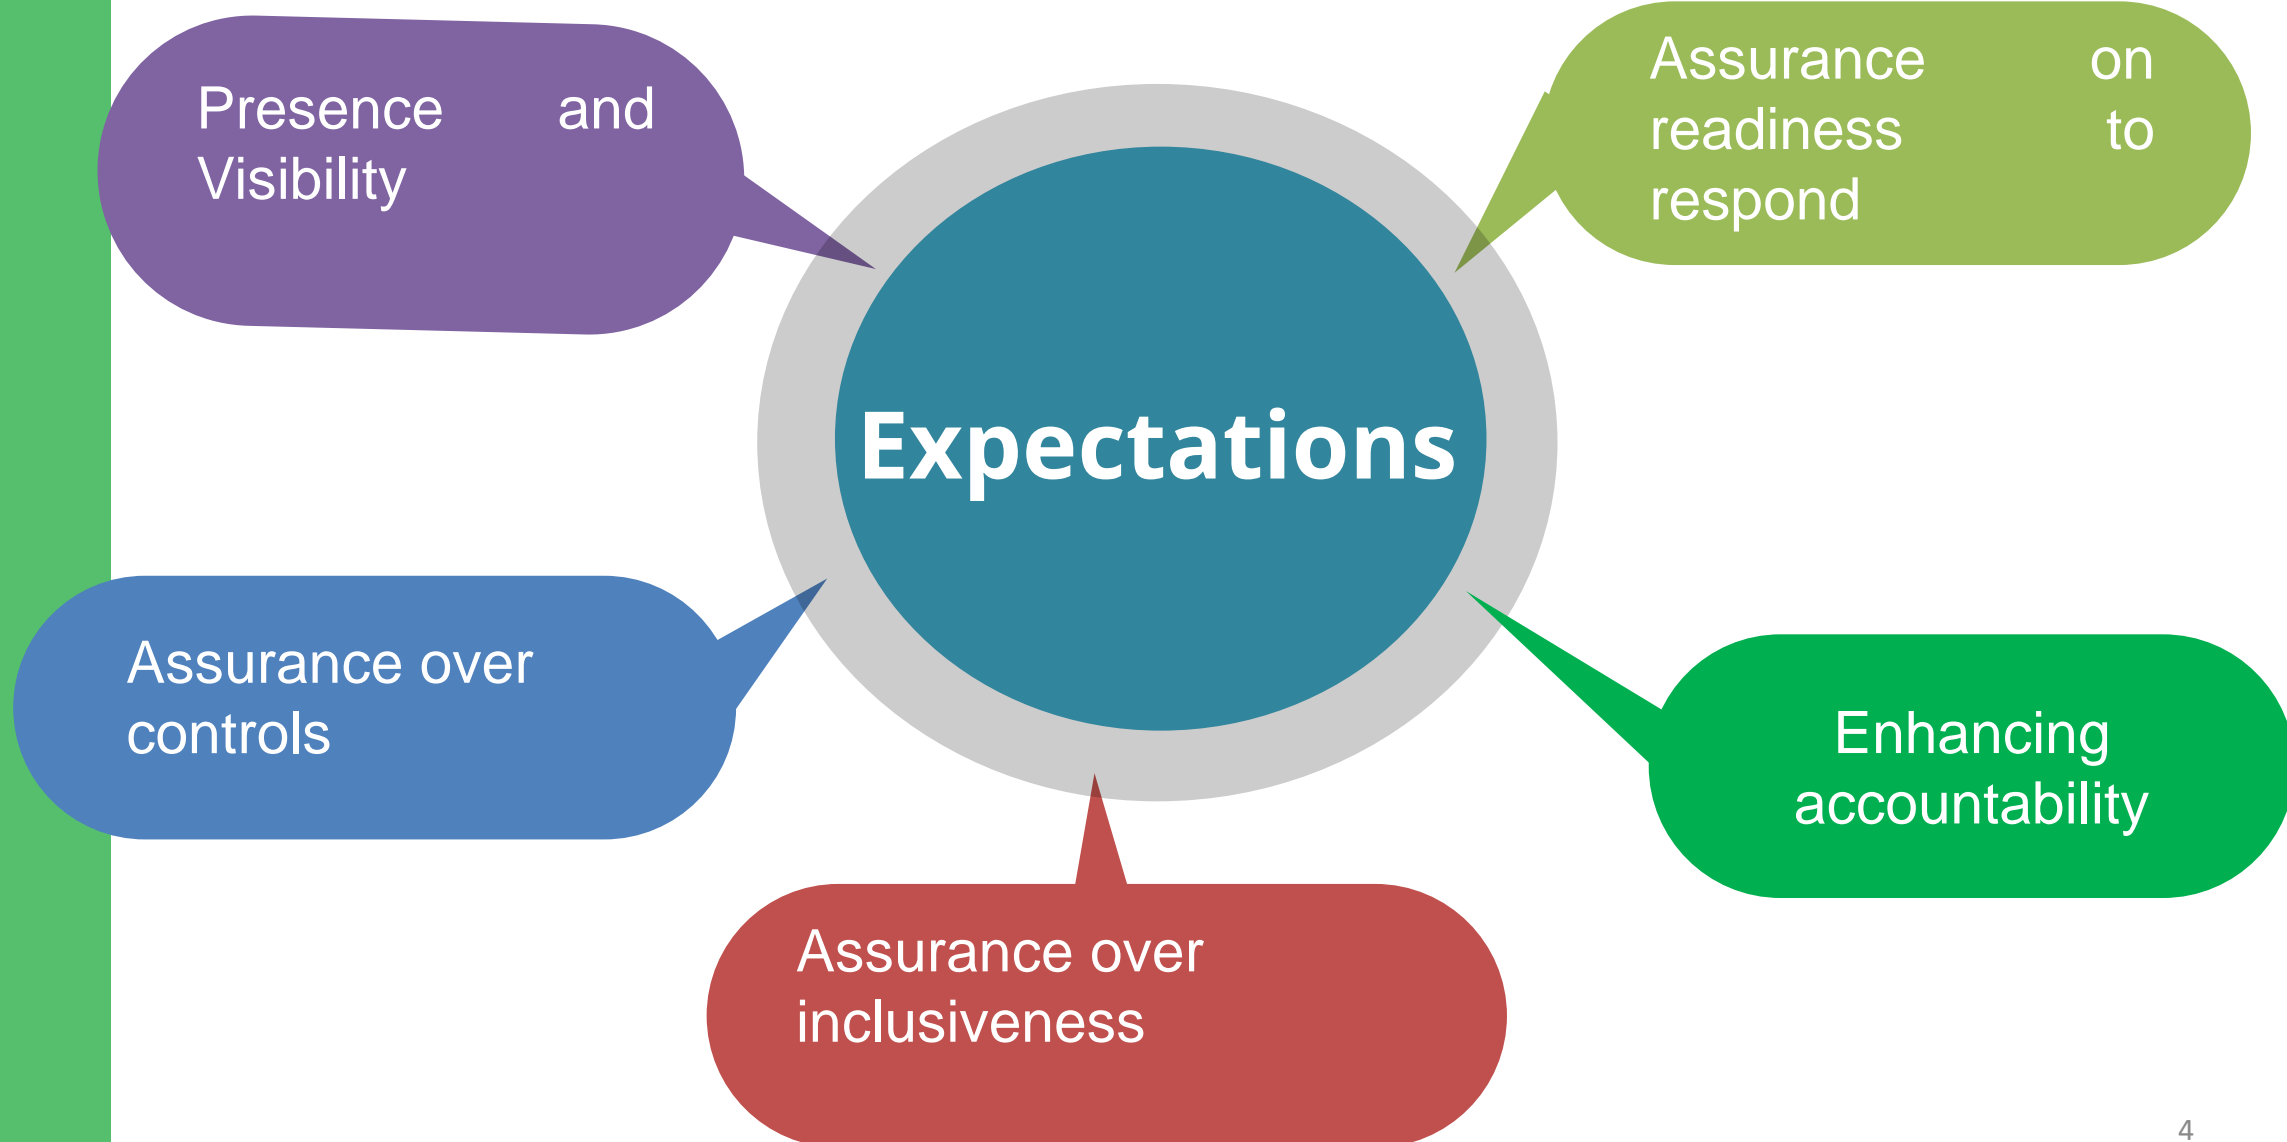 Presence and
Visibility
Assurance on
readiness to
respond
Expectations
Assurance over
controls
Enhancing
accountability
Assurance over
inclusiveness
4